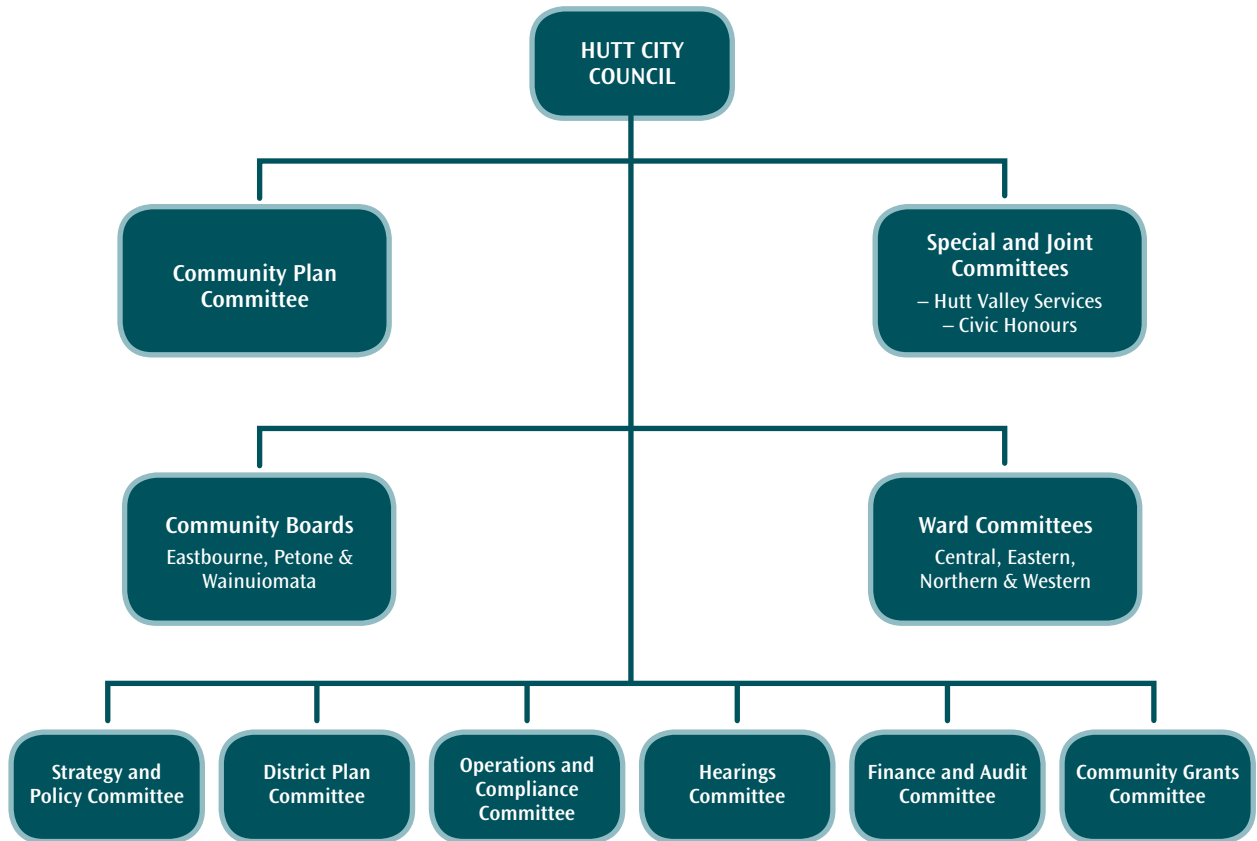 HUTT CITY
COUNCIL
Community Plan
Committee
Special and Joint
Committees
– Hutt Valley Services
– Civic Honours
Community Boards
Eastbourne, Petone &
Wainuiomata
Ward Committees
Central, Eastern,
Northern & Western
Strategy and
Policy Committee
District Plan
Committee
Operations and
Compliance
Committee
Hearings
Committee
Finance and Audit
Committee
Community Grants
Committee